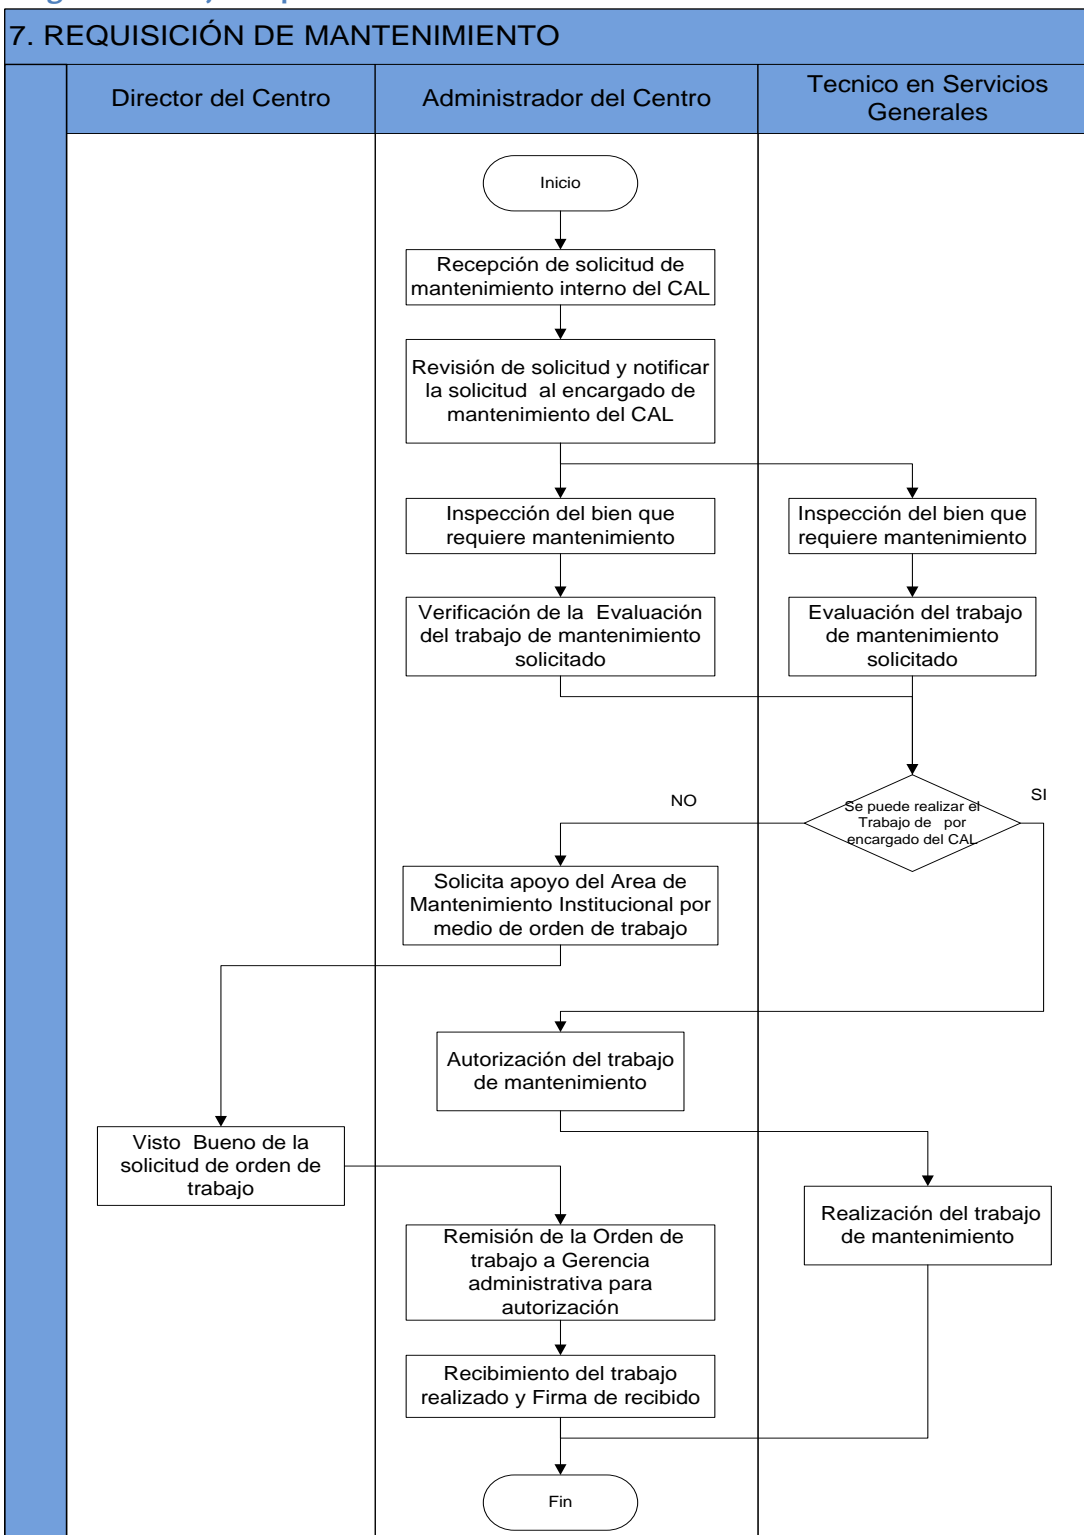 7. REQUISICIÓN DE MANTENIMIENTO
Director del Centro
Administrador del Centro
Tecnico en Servicios
Generales
Inicio
Recepción de solicitud de
mantenimiento interno del CAL
Revisión de solicitud y notificar
la solicitud al encargado de
mantenimiento del CAL
Inspección del bien que
requiere mantenimiento
Inspección del bien que
requiere mantenimiento
Verificación de la Evaluación
del trabajo de mantenimiento
solicitado
Evaluación del trabajo
de mantenimiento
solicitado
Se puede realizar el
Trabajo de por
encargado del CAL
NO
SI
Solicita apoyo del Area de
Mantenimiento Institucional por
medio de orden de trabajo
Autorización del trabajo
de mantenimiento
Visto Bueno de la
solicitud de orden de
trabajo
Realización del trabajo
de mantenimiento
Remisión de la Orden de
trabajo a Gerencia
administrativa para
autorización
Recibimiento del trabajo
realizado y Firma de recibido
Fin